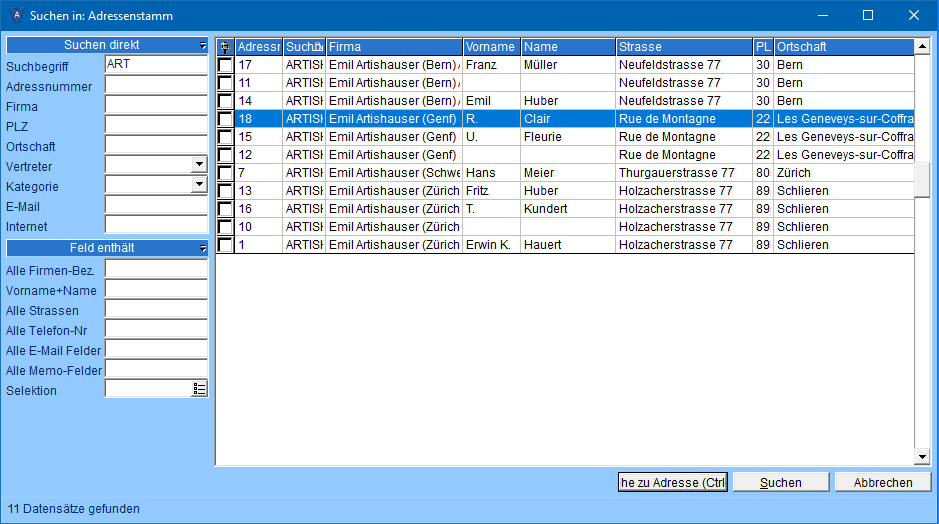 Suchen in: Adressenstamm
Suchen direkt
Suchbegriff ART
Adressnummer
Firma
PLZ
Ortschaft
Vertreter
Kategorie
E-Mail
Internet
Feld enthält
Alle Firmen-Bez.
Vorname+Name
Alle Strassen
Alle Telefon-Nr
Alle E-Mail Felder
Alle Memo-Felder
Selektion
Adressn Suchb Firma Vorname Name Strasse PL Ortschaft
17 ARTISH Emil Artishauser (Bern) Franz Müller Neufeldstrasse 77 30 Bern
11 ARTISH Emil Artishauser (Bern) Neufeldstrasse 77 30 Bern
14 ARTISH Emil Artishauser (Bern) Emil Huber Neufeldstrasse 77 30 Bern
18 ARTISH Emil Artishauser (Genf) R. Clair Rue de Montagne 22 Les Geneveys-sur-Coffra
15 ARTISH Emil Artishauser (Genf) U. Fleurie Rue de Montagne 22 Les Geneveys-sur-Coffra
12 ARTISH Emil Artishauser (Genf) Rue de Montagne 22 Les Geneveys-sur-Coffra
7 ARTISH Emil Artishauser (Schwe Hans Meier Thurgauerstrasse 77 80 Zürich
13 ARTISH Emil Artishauser (Zürich Fritz Huber Holzacherstrasse 77 89 Schlieren
16 ARTISH Emil Artishauser (Zürich T. Kundert Holzacherstrasse 77 89 Schlieren
10 ARTISH Emil Artishauser (Zürich Holzacherstrasse 77 89 Schlieren
1 ARTISH Emil Artishauser (Zürich Erwin K. Hauert Holzacherstrasse 77 89 Schlieren
he zu Adresse (Ctrl Suchen Abbrechen
11 Datensätze gefunden